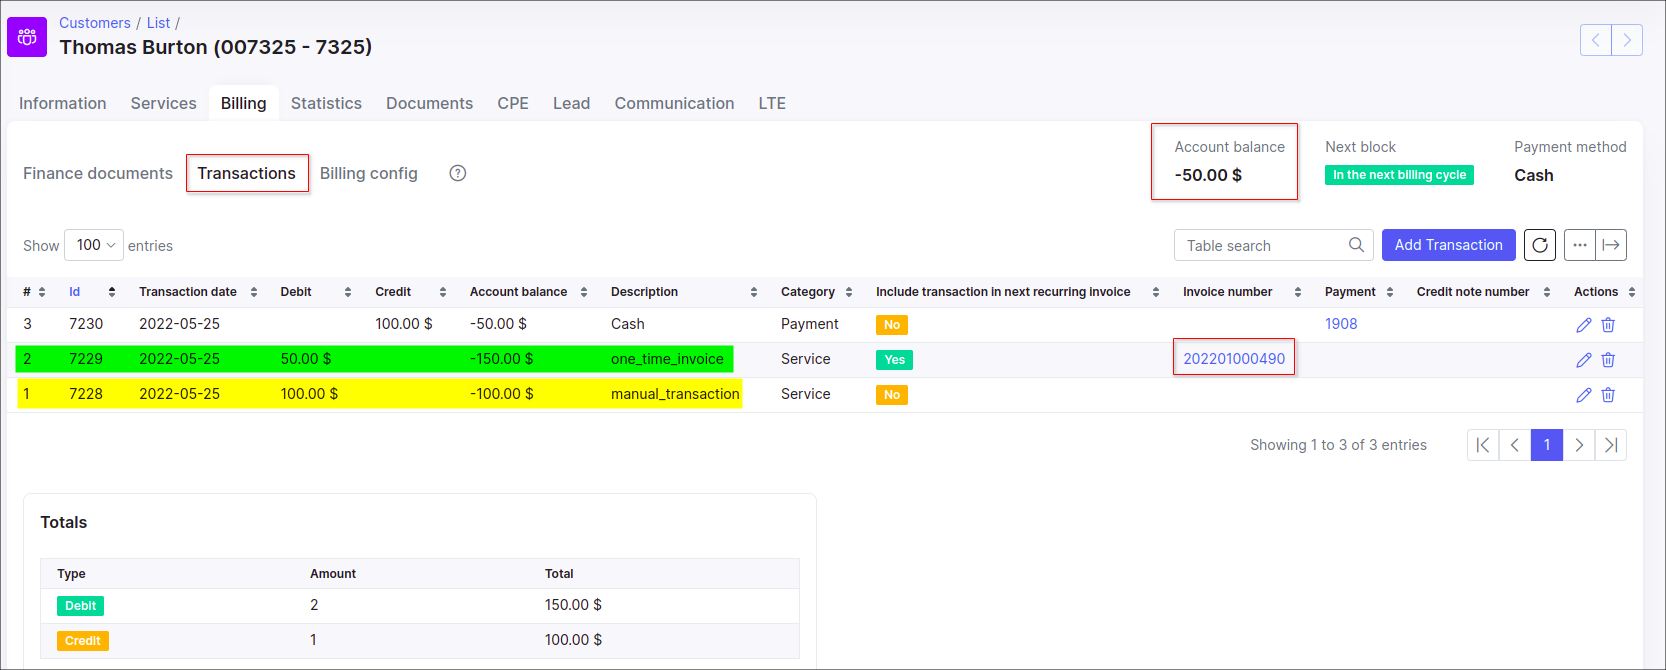 Customers / List /
Thomas Burton (007325 - 7325)
Information Services Billing Statistics Documents CPE Lead Communication LTE
Finance documents Transactions Billing config ?
Account balance Next block Payment method
-50.00 $ In the next billing cycle Cash
Show 100 entries Table search Add Transaction
# Id Transaction date Debit Credit Account balance Description Category Include transaction in next recurring invoice Invoice number Payment Credit note number Actions
3 7230 2022-05-25 100.00 $ -50.00 $ Cash Payment No 1908
2 7229 2022-05-25 50.00 $ -150.00 $ one_time_invoice Service Yes 202201000490
1 7228 2022-05-25 100.00 $ -100.00 $ manual_transaction Service No
Showing 1 to 3 of 3 entries 1
Totals
Type Amount Total
Debit 2 150.00 $
Credit 1 100.00 $